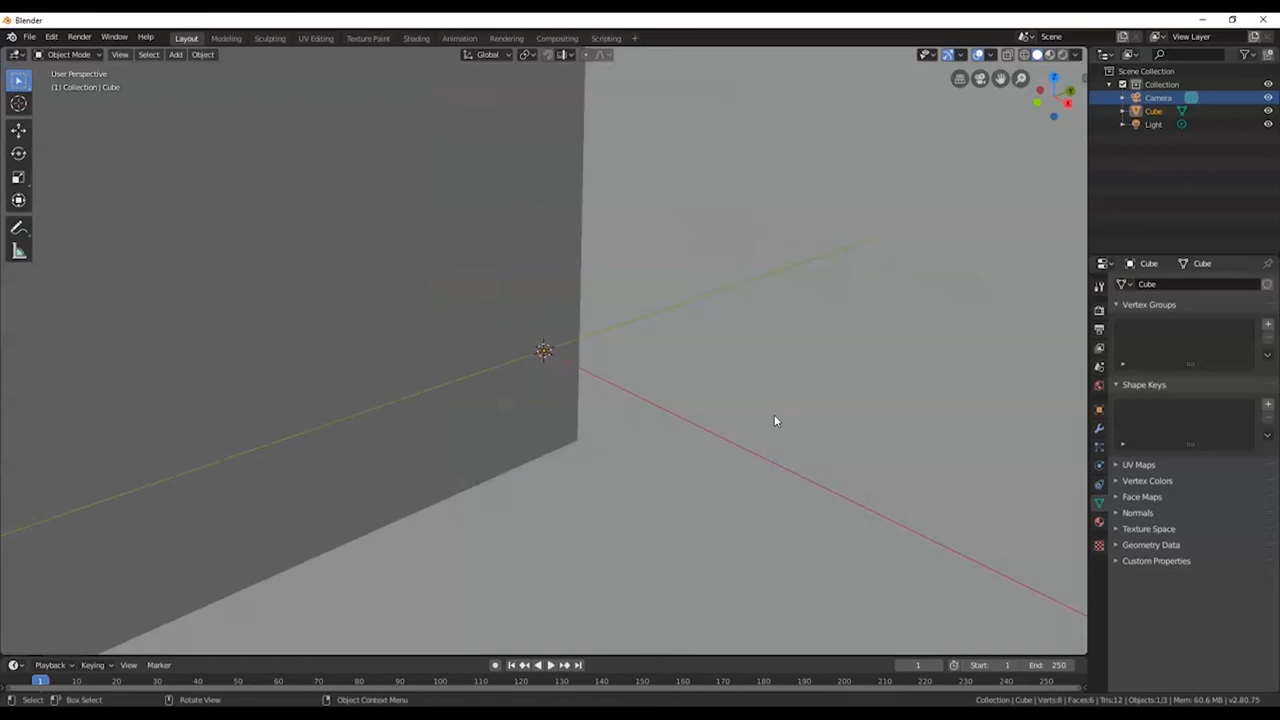 Blender
File Edit Render Window Help Layout Modeling Sculpting UV Editing Texture Paint Shading Animation Rendering Compositing Scripting + Scene View Layer
Object Mode View Select Add Object Global
User Perspective
(1) Collection | Cube
Z
Y
X
Scene Collection
Collection
Camera
Cube
Light
Cube Cube
Cube
Vertex Groups
Shape Keys
UV Maps
Vertex Colors
Face Maps
Normals
Texture Space
Geometry Data
Custom Properties
Playback Keying View Marker 1 Start: 1 End: 250
1 10 20 30 40 50 60 70 80 90 100 110 120 130 140 150 160 170 180 190 200 210 220 230 240 250
Select Box Select Rotate View Object Context Menu Collection | Cube | Verts:8 | Faces:6 | Tris:12 | Objects:1/3 | Mem: 60.6 MB | v2.80.75